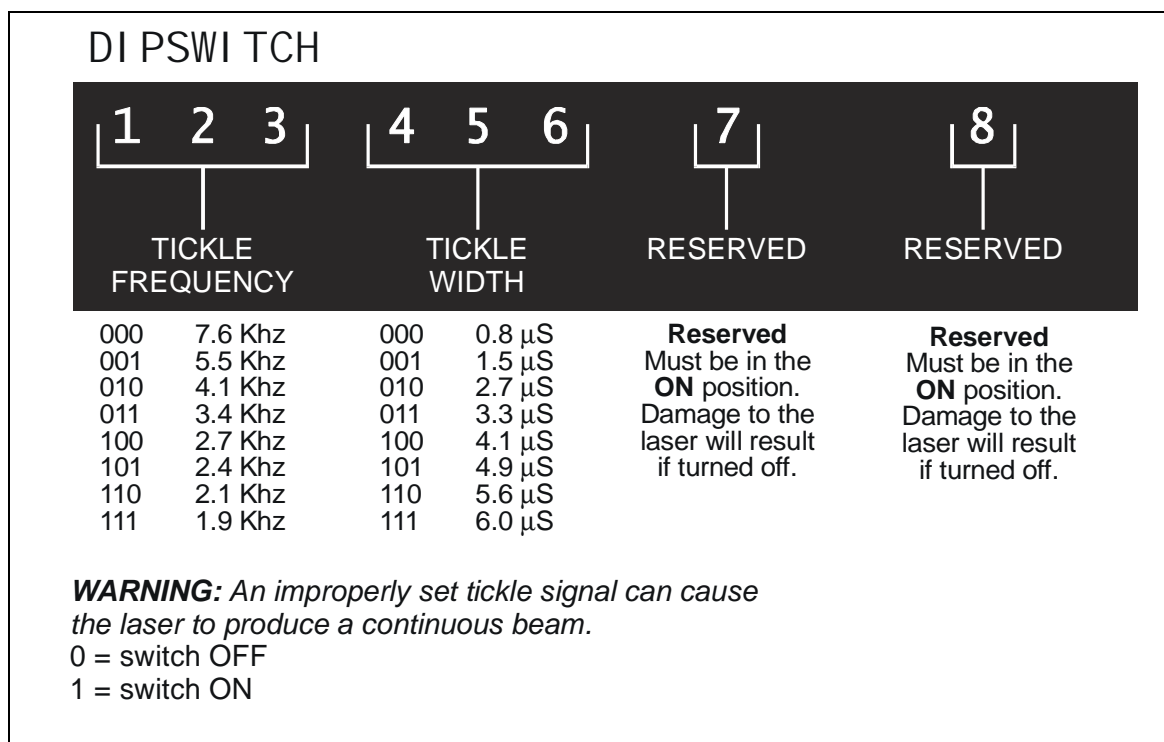 DIPSWITCH
1 2 3 4 5 6 7 8
TICKLE FREQUENCY
TICKLE WIDTH
RESERVED
RESERVED
000 7.6 Khz
001 5.5 Khz
010 4.1 Khz
011 3.4 Khz
100 2.7 Khz
101 2.4 Khz
110 2.1 Khz
111 1.9 Khz
000 0.8 µS
001 1.5 µS
010 2.7 µS
011 3.3 µS
100 4.1 µS
101 4.9 µS
110 5.6 µS
111 6.0 µS
Reserved
Must be in the
ON position.
Damage to the
laser will result
if turned off.
Reserved
Must be in the
ON position.
Damage to the
laser will result
if turned off.
WARNING: An improperly set tickle signal can cause
the laser to produce a continuous beam.
0 = switch OFF
1 = switch ON